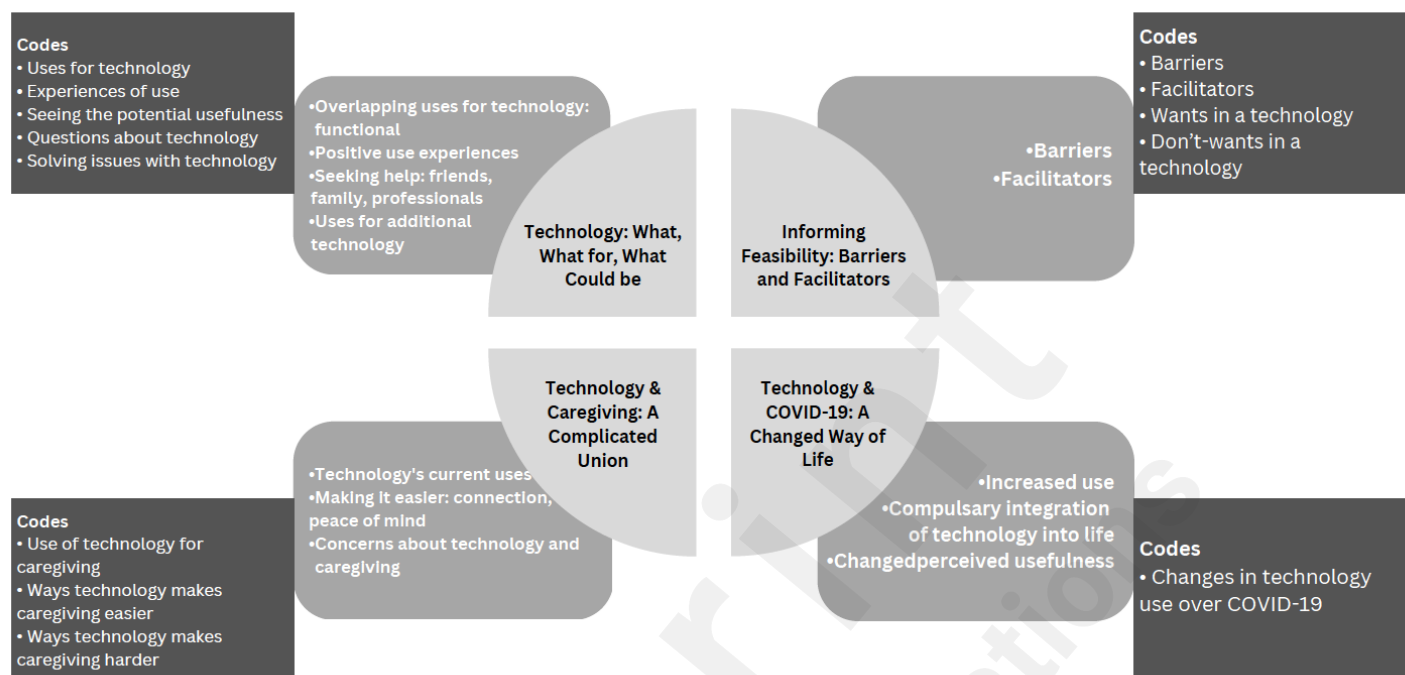 Codes
• Uses for technology
• Experiences of use
• Seeing the potential usefulness
• Questions about technology
• Solving issues with technology
•Overlapping uses for technology:
functional
•Positive use experiences
•Seeking help: friends,
family, professionals
•Uses for additional
technology
Technology: What,
What for, What
Could be
Informing
Feasibility: Barriers
and Facilitators
•Barriers
•Facilitators
Codes
• Barriers
• Facilitators
• Wants in a technology
• Don't-wants in a
technology
Codes
• Use of technology for
caregiving
• Ways technology makes
caregiving easier
• Ways technology makes
caregiving harder
•Technology's current uses
•Making it easier: connection,
peace of mind
•Concerns about technology and
caregiving
Technology &
Caregiving: A
Complicated
Union
Technology &
COVID-19: A
Changed Way of
Life
•Increased use
•Compulsary integration
of technology into life
•Changedperceived usefulness
Codes
• Changes in technology
use over COVID-19